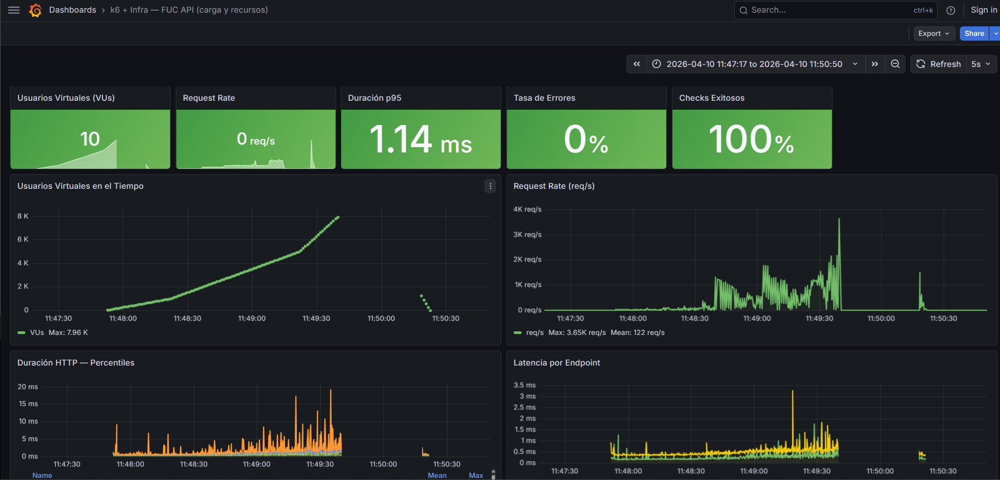 Dashboards › k6 + Infra — FUC API (carga y recursos)
Search...
ctrl+k
Sign in
Export
Share
2026-04-10 11:47:17 to 2026-04-10 11:50:50
Refresh
5s
Usuarios Virtuales (VUs)
10
Request Rate
0 req/s
Duración p95
1.14 ms
Tasa de Errores
0%
Checks Exitosos
100%
Usuarios Virtuales en el Tiempo
8 K
6 K
4 K
2 K
0
11:47:30 11:48:00 11:48:30 11:49:00 11:49:30 11:50:00 11:50:30
VUs Max: 7.96 K
Request Rate (req/s)
4K req/s
3K req/s
2K req/s
1K req/s
0 req/s
11:47:30 11:48:00 11:48:30 11:49:00 11:49:30 11:50:00 11:50:30
req/s Max: 3.65K req/s Mean: 122 req/s
Duración HTTP — Percentiles
20 ms
15 ms
10 ms
5 ms
0 ms
11:47:30 11:48:00 11:48:30 11:49:00 11:49:30 11:50:00 11:50:30
Name Mean Max
Latencia por Endpoint
3.5 ms
3 ms
2.5 ms
2 ms
1.5 ms
1 ms
0.5 ms
0 ms
11:47:30 11:48:00 11:48:30 11:49:00 11:49:30 11:50:00 11:50:30